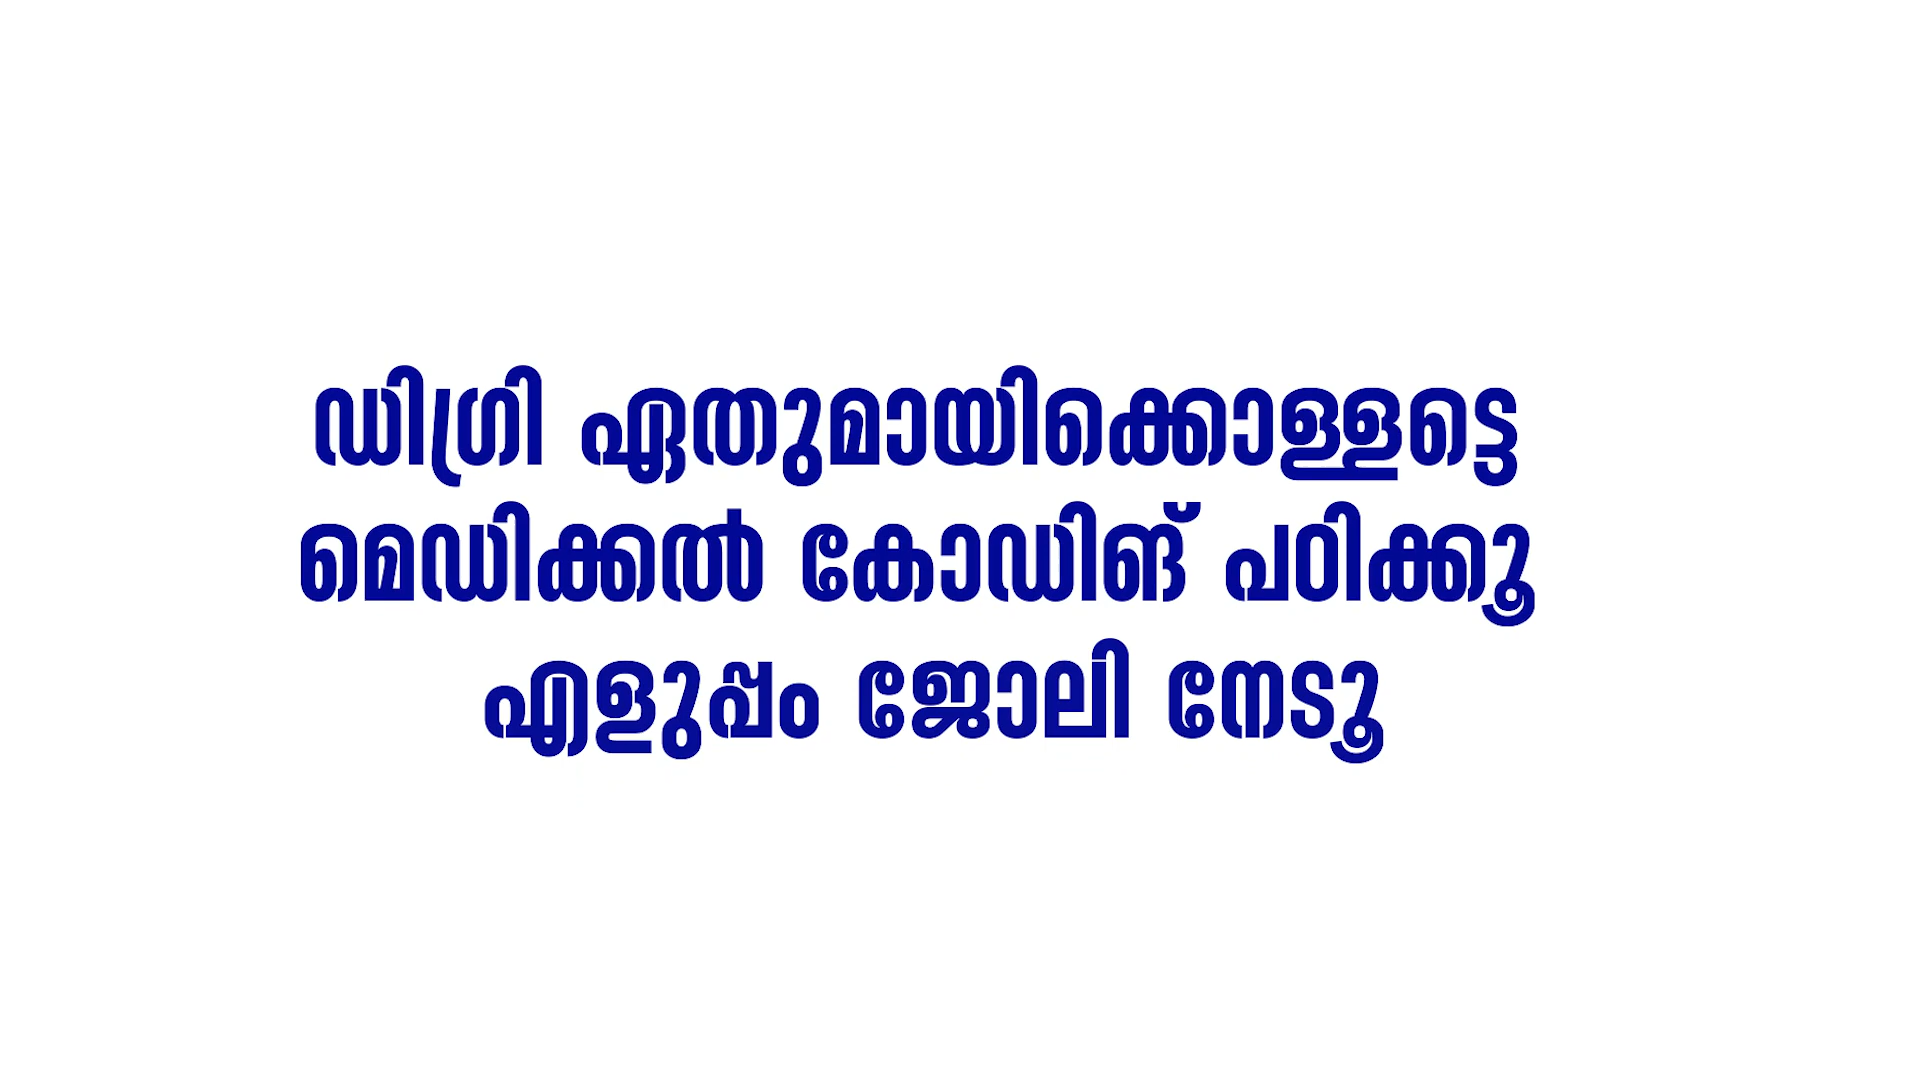 ഡിഗ്രി ഏതുമായിക്കൊള്ളട്ടെ
മെഡിക്കൽ കോഡിങ് പഠിക്കൂ
എളുപ്പം ജോലി നേടൂ